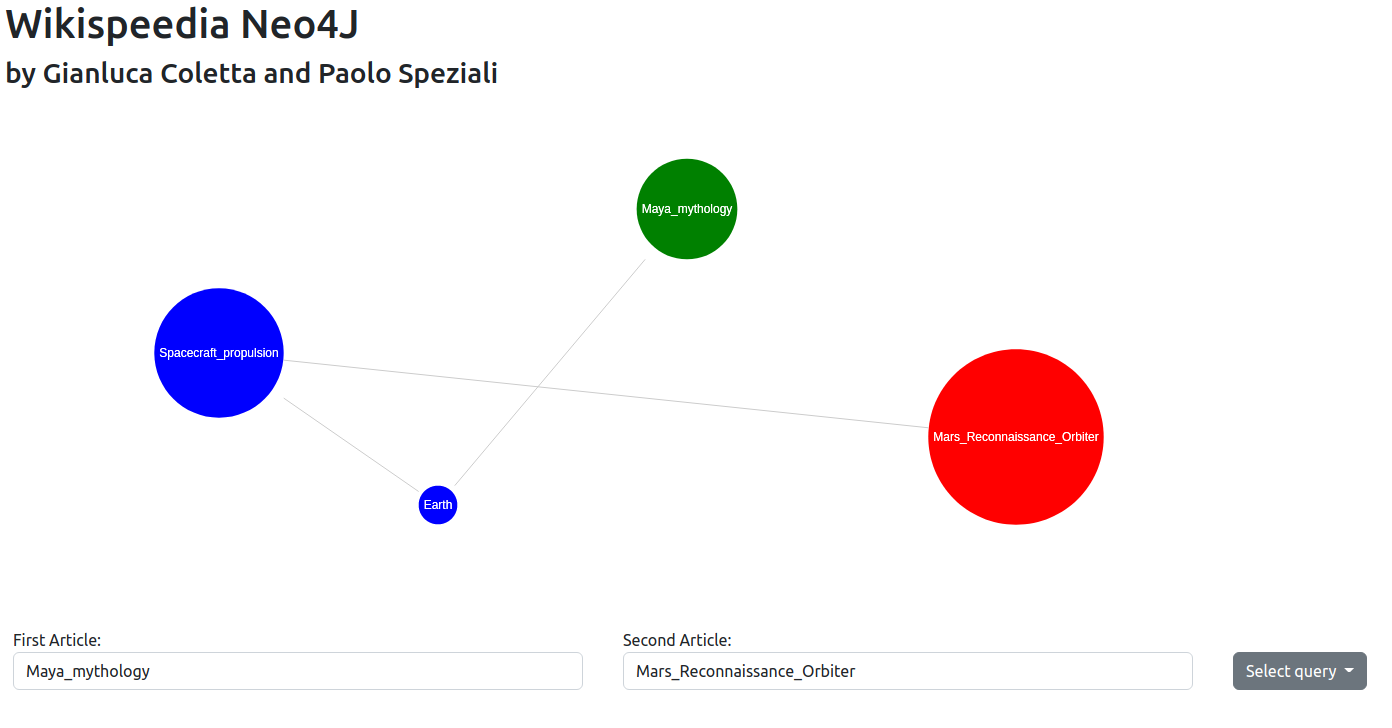 Wikispeedia Neo4J
by Gianluca Coletta and Paolo Speziali
Maya_mythology
Spacecraft_propulsion
Mars_Reconnaissance_Orbiter
Earth
First Article:
Second Article:
Maya_mythology
Mars_Reconnaissance_Orbiter
Select query